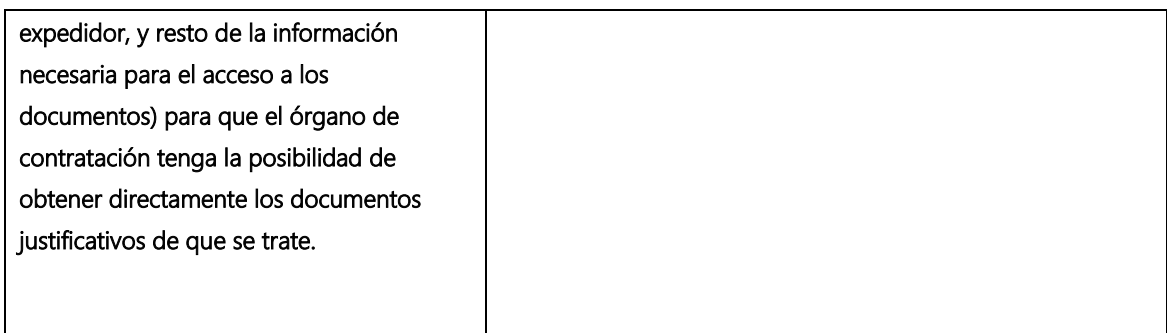 expedidor, y resto de la información
necesaria para el acceso a los
documentos) para que el órgano de
contratación tenga la posibilidad de
obtener directamente los documentos
justificativos de que se trate.